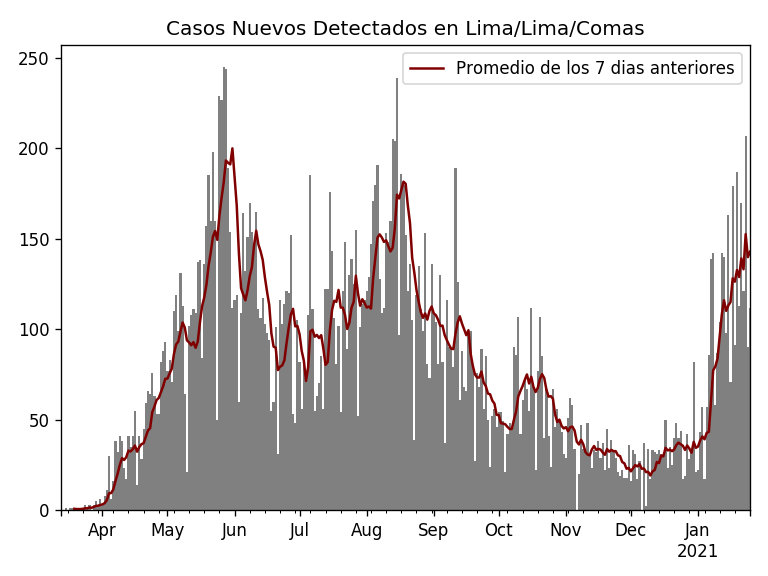 Casos Nuevos Detectados en Lima/Lima/Comas
Promedio de los 7 dias anteriores
250
200
150
100
50
0
Apr May Jun Jul Aug Sep Oct Nov Dec Jan
2021